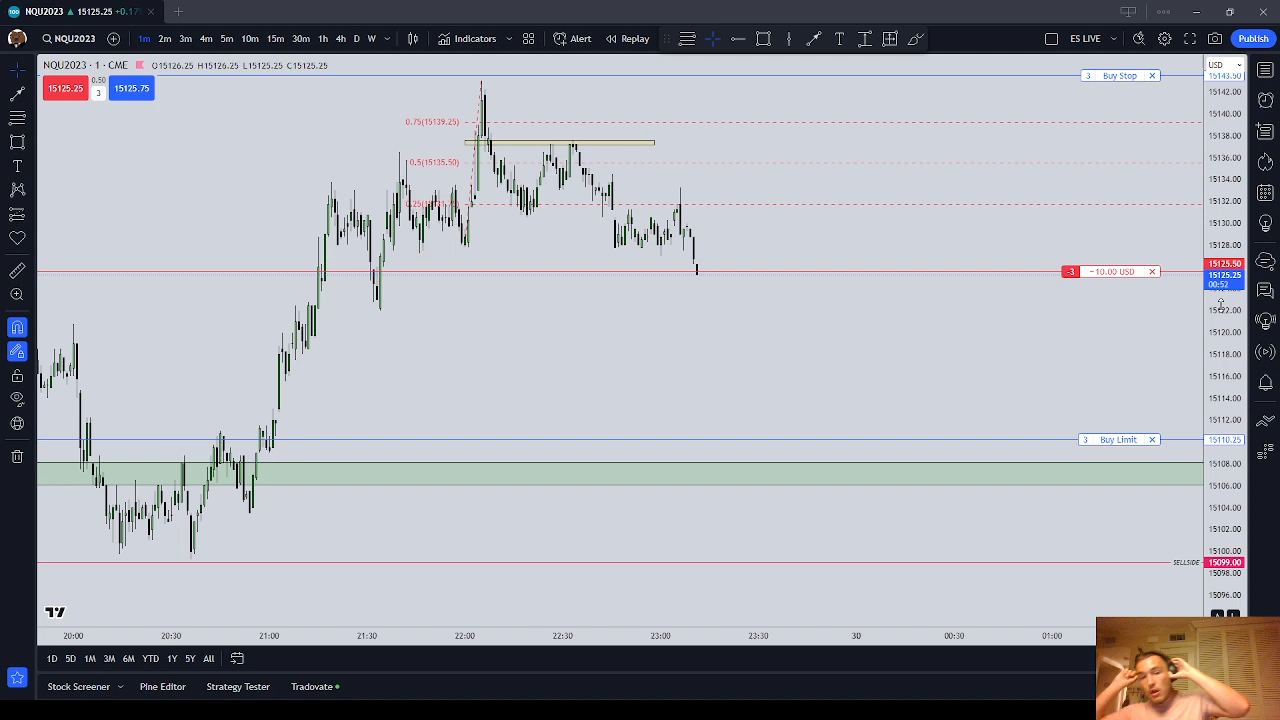 NQU2023 ▲ 15125.25 +0.17
NQU2023 1m 2m 3m 4m 5m 10m 15m 30m 1h 4h D W Indicators Alert Replay ES LIVE Publish
NQU2023 · 1 · CME O15126.25 H15126.25 L15125.25 C15125.25
15125.25 0.50 3 15125.75
USD
3 Buy Stop 15143.50
15142.00
15140.00
0.75(15139.25)
15138.00
15136.00
0.5(15135.50)
15134.00
15132.00
15130.00
15128.00
15125.50
-3 −10.00 USD
15125.25
00:52
15122.00
15120.00
15118.00
15116.00
15114.00
15112.00
3 Buy Limit 15110.25
15108.00
15106.00
15104.00
15102.00
15100.00
SELLSIDE 15099.00
15098.00
15096.00
20:00 20:30 21:00 21:30 22:00 22:30 23:00 23:30 30 00:30 01:00
1D 5D 1M 3M 6M YTD 1Y 5Y All
Stock Screener Pine Editor Strategy Tester Tradovate